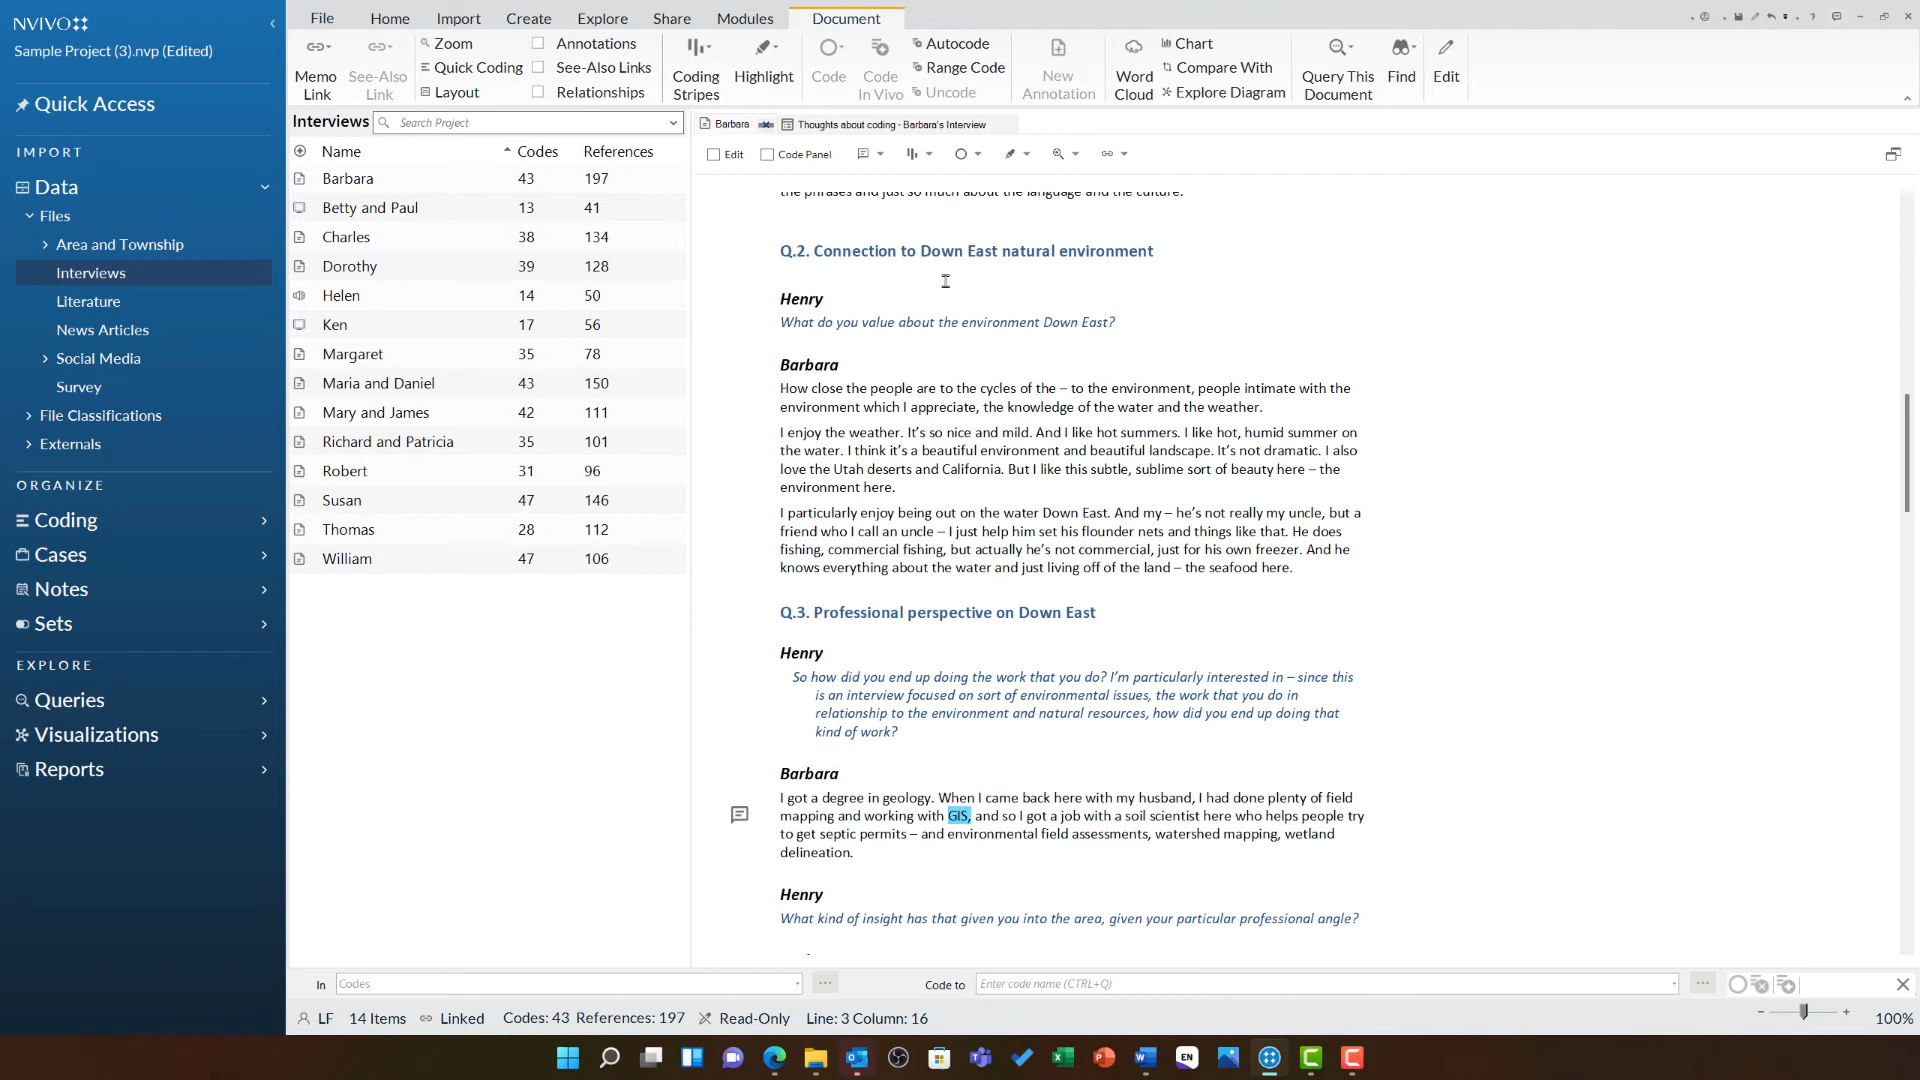 NVIVO
Sample Project (3).nvp (Edited)
Quick Access
IMPORT
Data
Files
Area and Township
Interviews
Literature
News Articles
Social Media
Survey
File Classifications
Externals
ORGANIZE
Coding
Cases
Notes
Sets
EXPLORE
Queries
Visualizations
Reports
File Home Import Create Explore Share Modules Document
Memo Link
See-Also Link
Zoom
Quick Coding
Layout
Annotations
See-Also Links
Relationships
Coding Stripes
Highlight
Code
Code In Vivo
Autocode
Range Code
Uncode
New Annotation
Word Cloud
Chart
Compare With
Explore Diagram
Query This Document
Find
Edit
Interviews Search Project
Name Codes References
Barbara 43 197
Betty and Paul 13 41
Charles 38 134
Dorothy 39 128
Helen 14 50
Ken 17 56
Margaret 35 78
Maria and Daniel 43 150
Mary and James 42 111
Richard and Patricia 35 101
Robert 31 96
Susan 47 146
Thomas 28 112
William 47 106
Barbara Thoughts about coding - Barbara's Interview
Edit Code Panel
the phrases and just so much about the language and the culture.
Q.2. Connection to Down East natural environment
Henry
What do you value about the environment Down East?
Barbara
How close the people are to the cycles of the – to the environment, people intimate with the
environment which I appreciate, the knowledge of the water and the weather.
I enjoy the weather. It's so nice and mild. And I like hot summers. I like hot, humid summer on
the water. I think it's a beautiful environment and beautiful landscape. It's not dramatic. I also
love the Utah deserts and California. But I like this subtle, sublime sort of beauty here – the
environment here.
I particularly enjoy being out on the water Down East. And my – he's not really my uncle, but a
friend who I call an uncle – I just help him set his flounder nets and things like that. He does
fishing, commercial fishing, but actually he's not commercial, just for his own freezer. And he
knows everything about the water and just living off of the land – the seafood here.
Q.3. Professional perspective on Down East
Henry
So how did you end up doing the work that you do? I'm particularly interested in – since this
is an interview focused on sort of environmental issues, the work that you do in
relationship to the environment and natural resources, how did you end up doing that
kind of work?
Barbara
I got a degree in geology. When I came back here with my husband, I had done plenty of field
mapping and working with GIS, and so I got a job with a soil scientist here who helps people try
to get septic permits – and environmental field assessments, watershed mapping, wetland
delineation.
Henry
What kind of insight has that given you into the area, given your particular professional angle?
In Codes Code to Enter code name (CTRL+Q)
LF 14 Items Linked Codes: 43 References: 197 Read-Only Line: 3 Column: 16 100%
EN